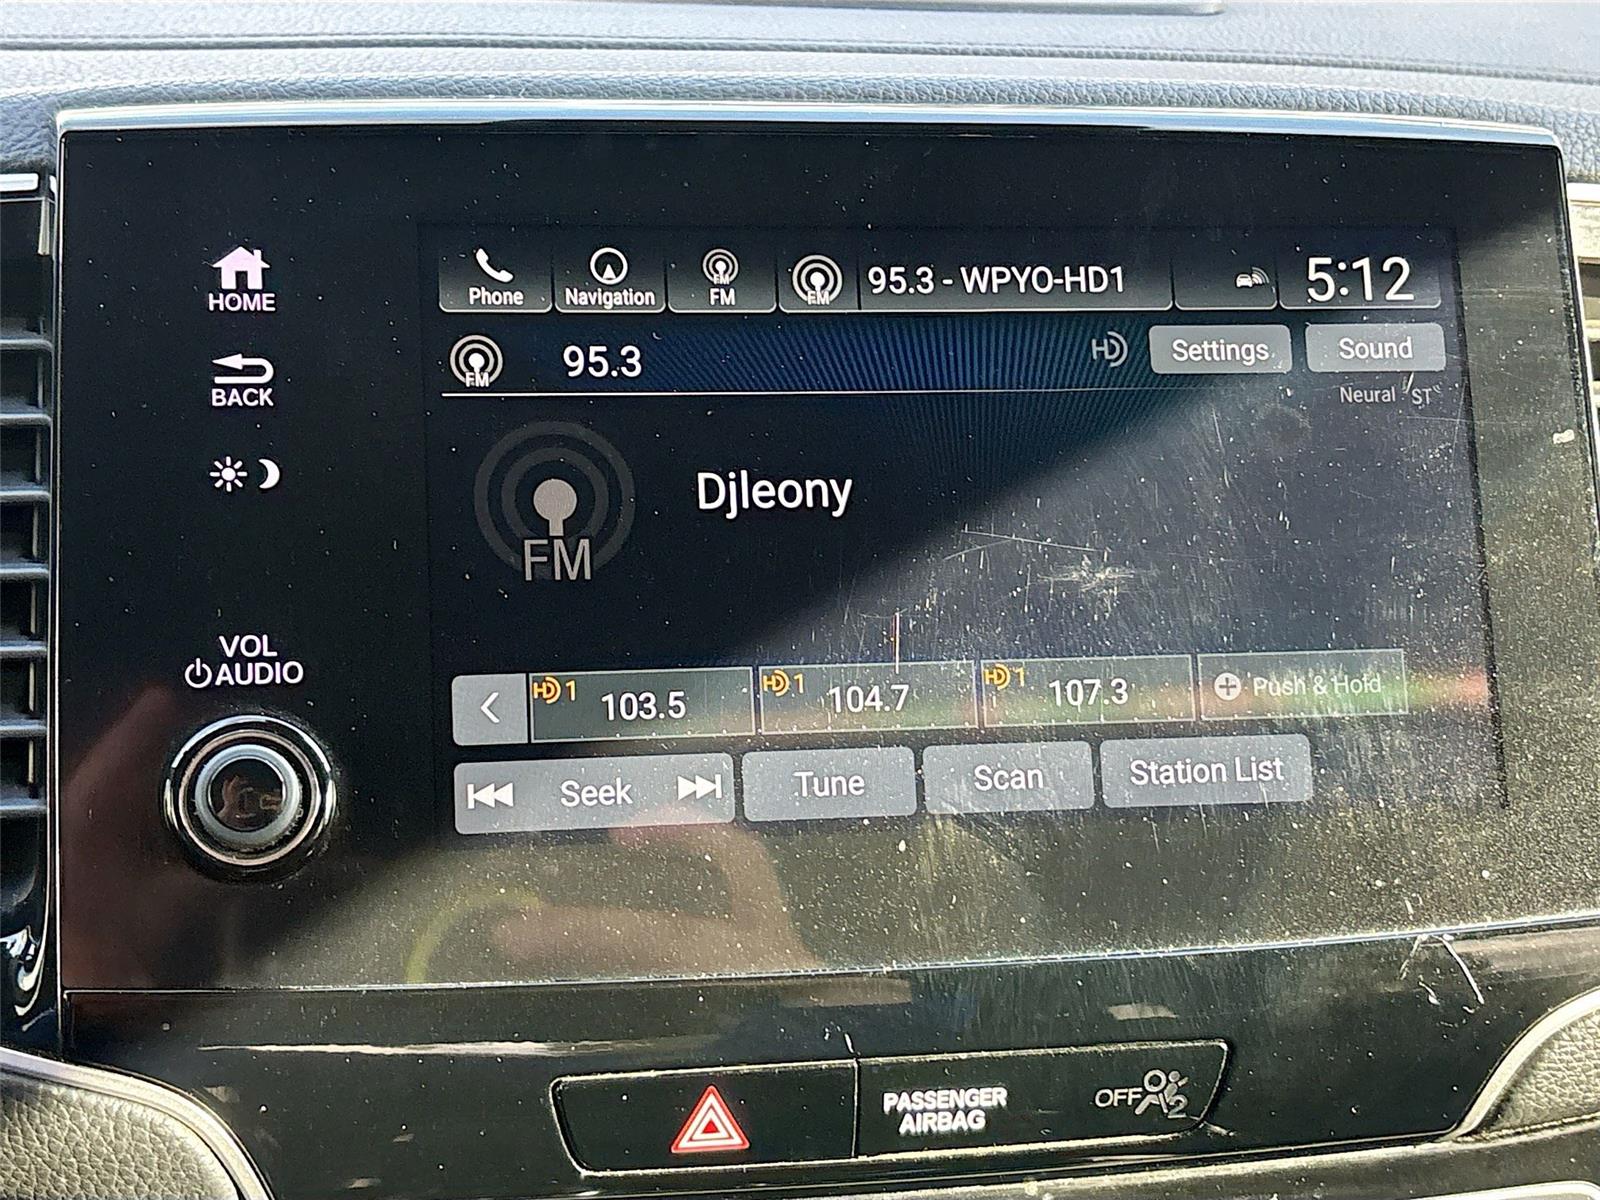 HOME
BACK
VOL
AUDIO
Phone
Navigation
FM
FM
FM
95.3 - WPYO-HD1
5:12
FM
95.3
HD
Settings
Sound
Neural
ST
FM
Djleony
HD 1
103.5
HD 1
104.7
HD 1
107.3
Push & Hold
Seek
Tune
Scan
Station List
PASSENGER
AIRBAG
OFF
2